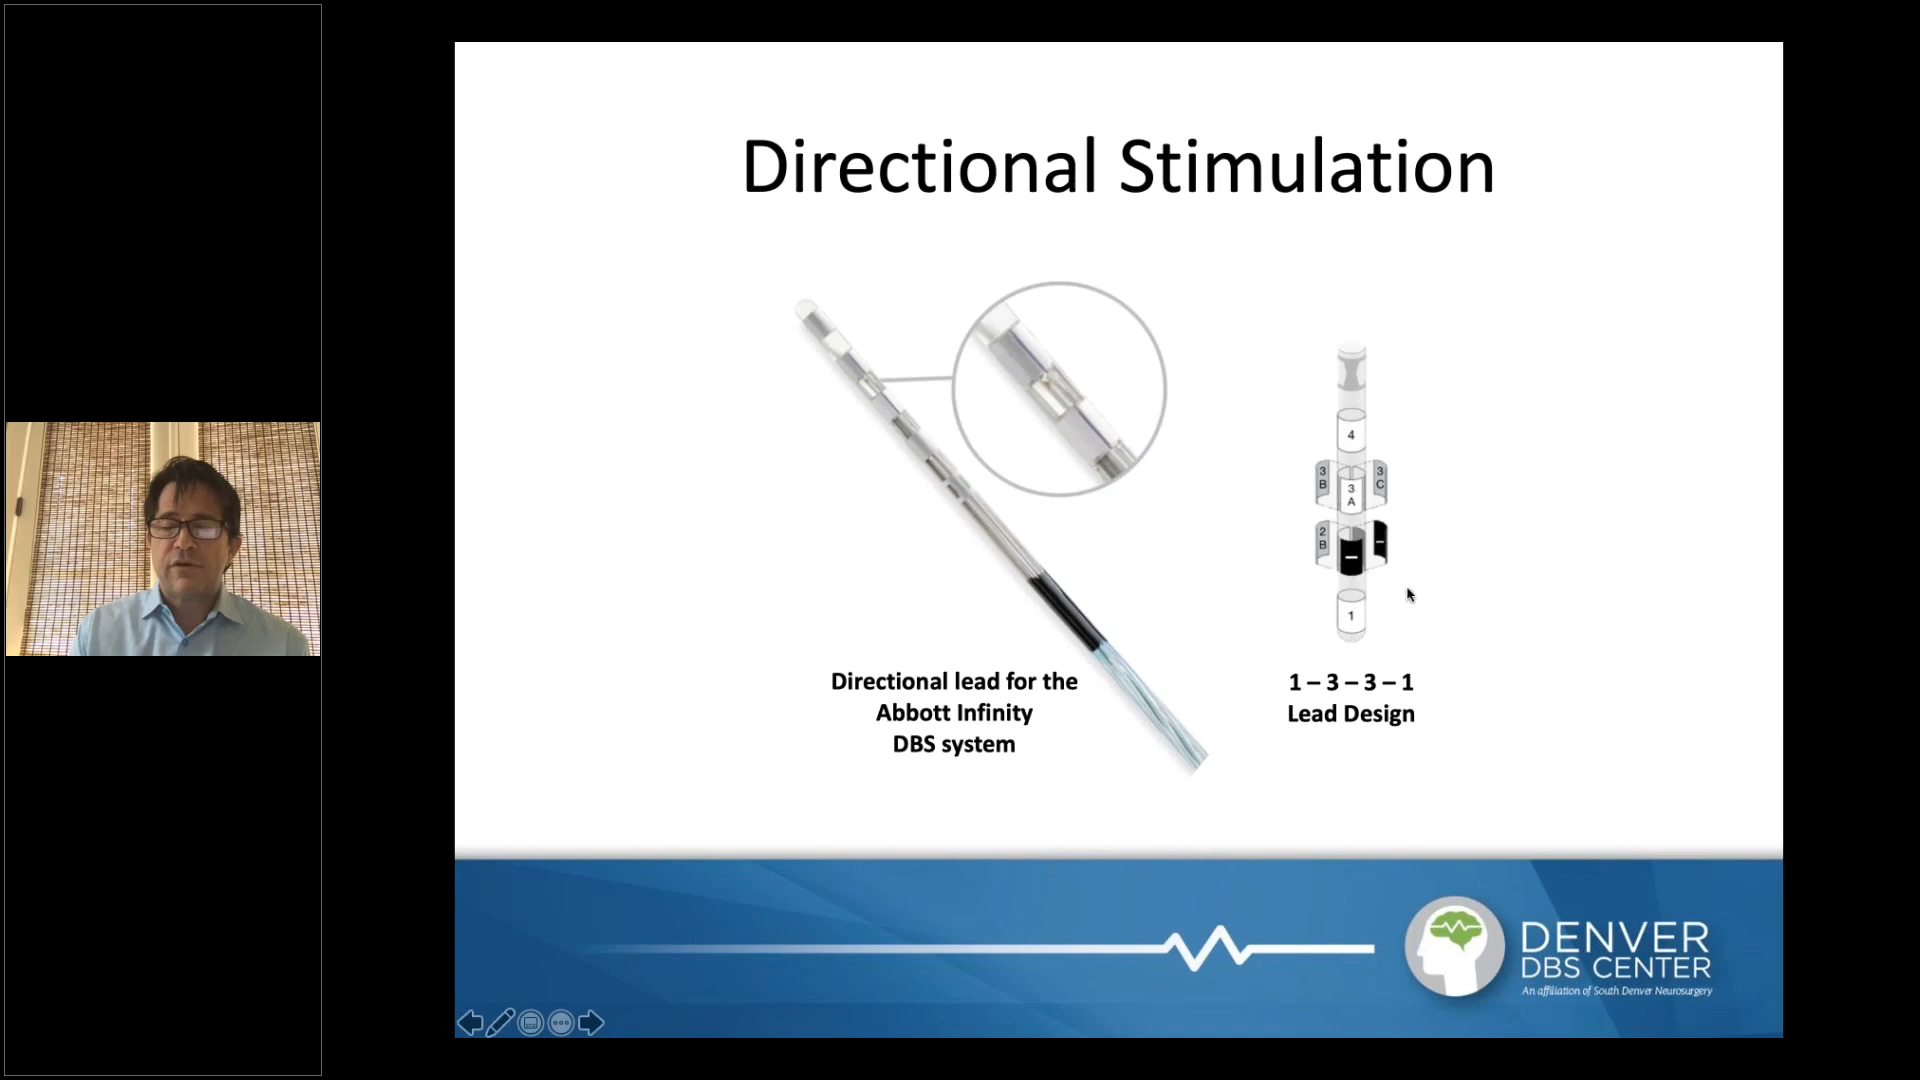 Directional Stimulation
4
3 B
3 A
3 C
2 B
–
–
1
Directional lead for the
Abbott Infinity
DBS system
1 – 3 – 3 – 1
Lead Design
DENVER
DBS CENTER
An affiliation of South Denver Neurosurgery